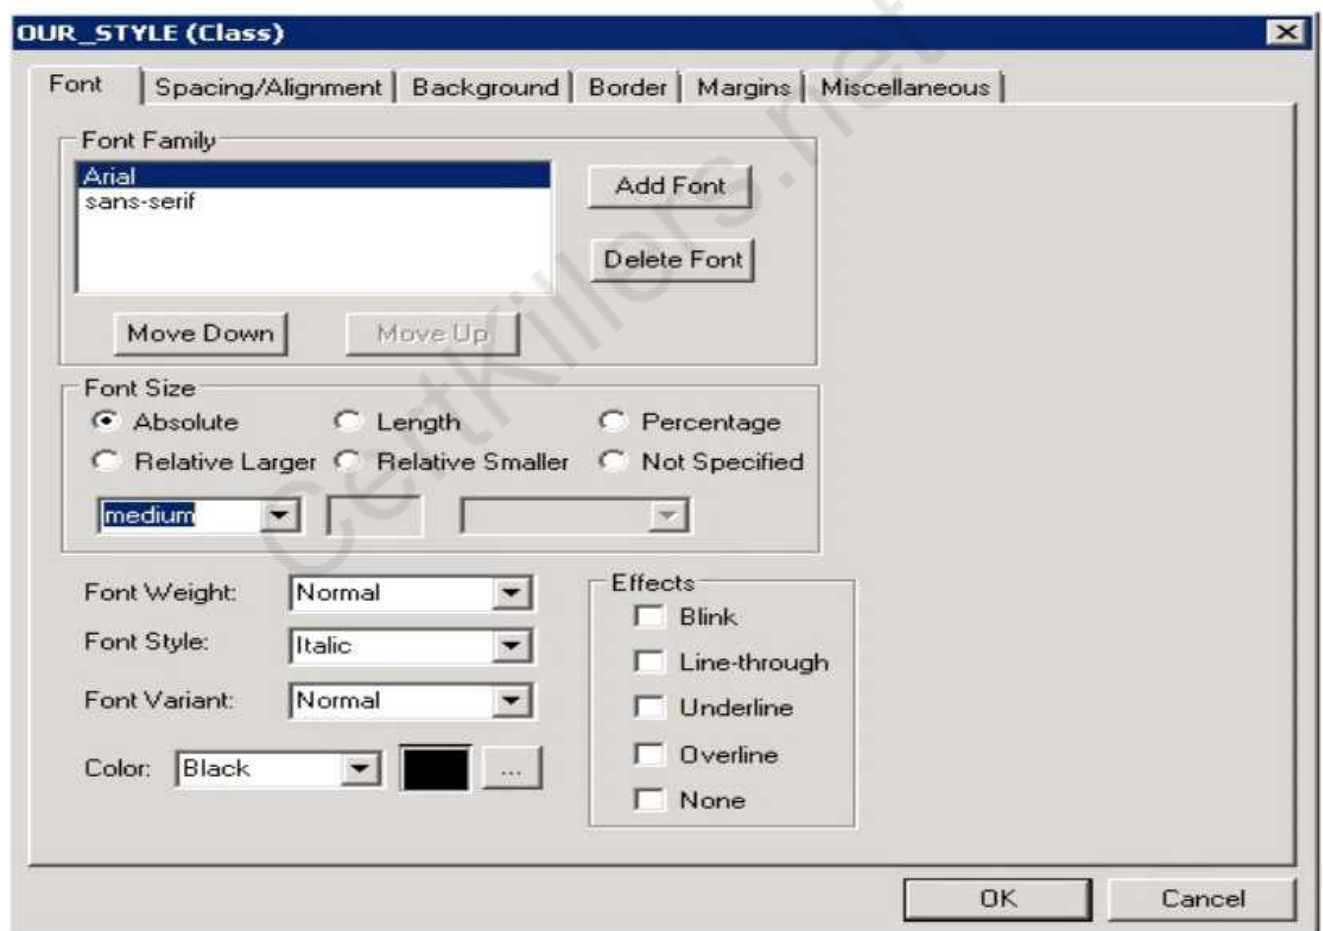 OUR_STYLE (Class)
Font Spacing/Alignment Background Border Margins Miscellaneous
Font Family
Arial
sans-serif
Add Font
Delete Font
Move Down Move Up
Font Size
Absolute Length Percentage
Relative Larger Relative Smaller Not Specified
medium
Font Weight: Normal
Font Style: Italic
Font Variant: Normal
Color: Black ...
Effects
Blink
Line-through
Underline
Overline
None
OK Cancel
CertKillers.net